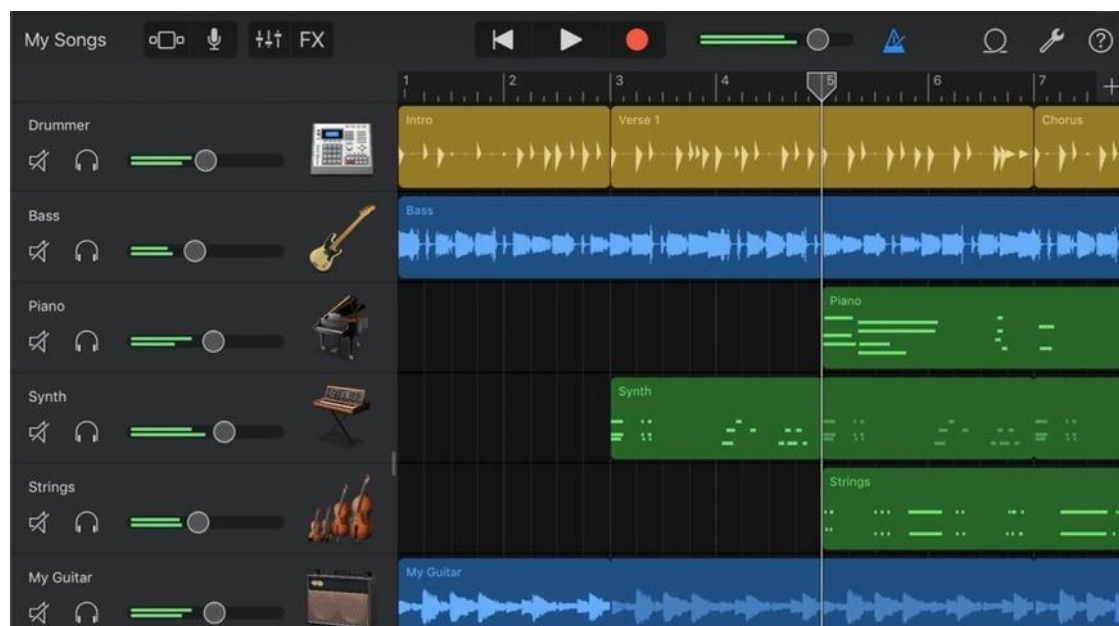 My Songs FX
1 2 3 4 5 6 7
Drummer
Intro Verse 1 Chorus
Bass
Bass
Piano
Piano
Synth
Synth
Strings
Strings
My Guitar
My Guitar